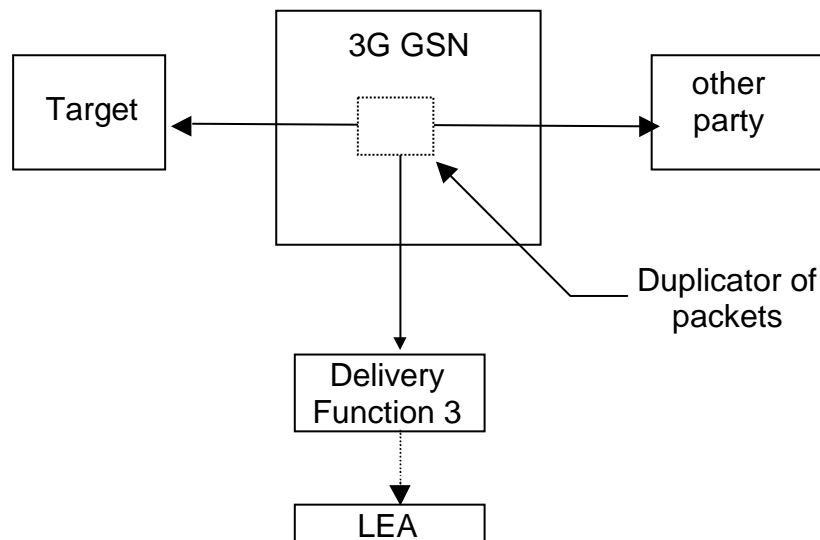 3G GSN
Target
other
party
Duplicator of
packets
Delivery
Function 3
LEA